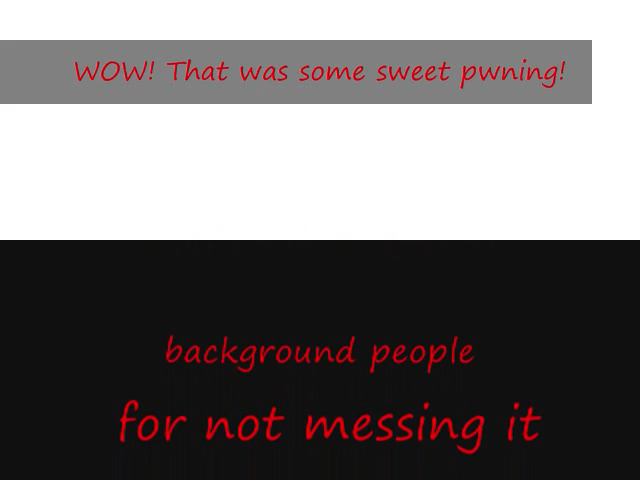 WOW! That was some sweet pwning!
background people
for not messing it